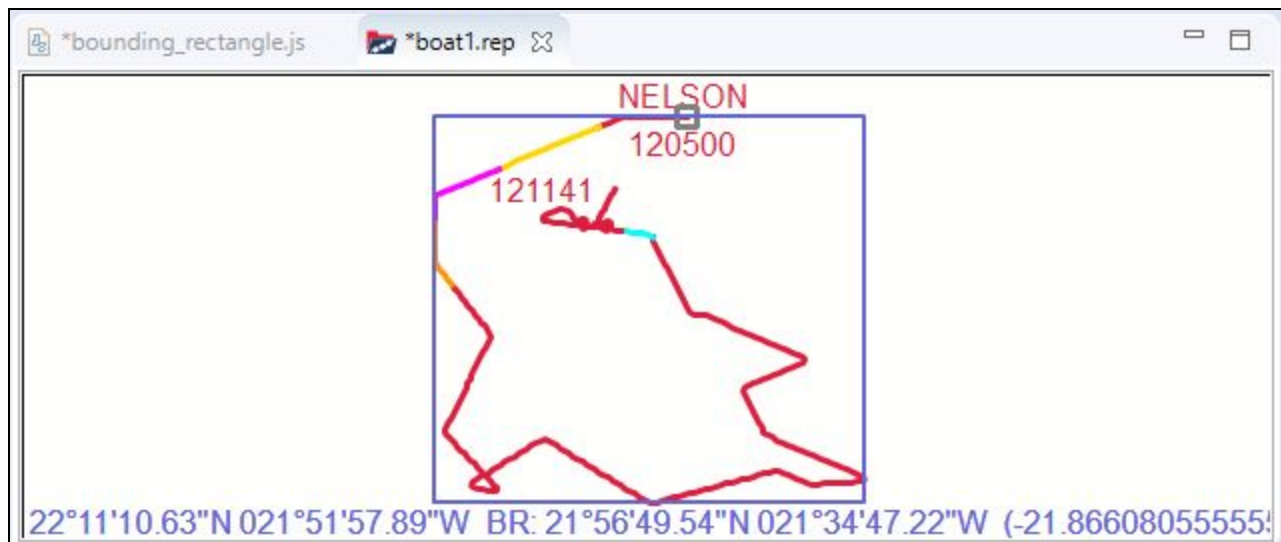 *bounding_rectangle.js *boat1.rep
NELSON
120500
121141
22°11'10.63"N 021°51'57.89"W BR: 21°56'49.54"N 021°34'47.22"W (-21.866080555555